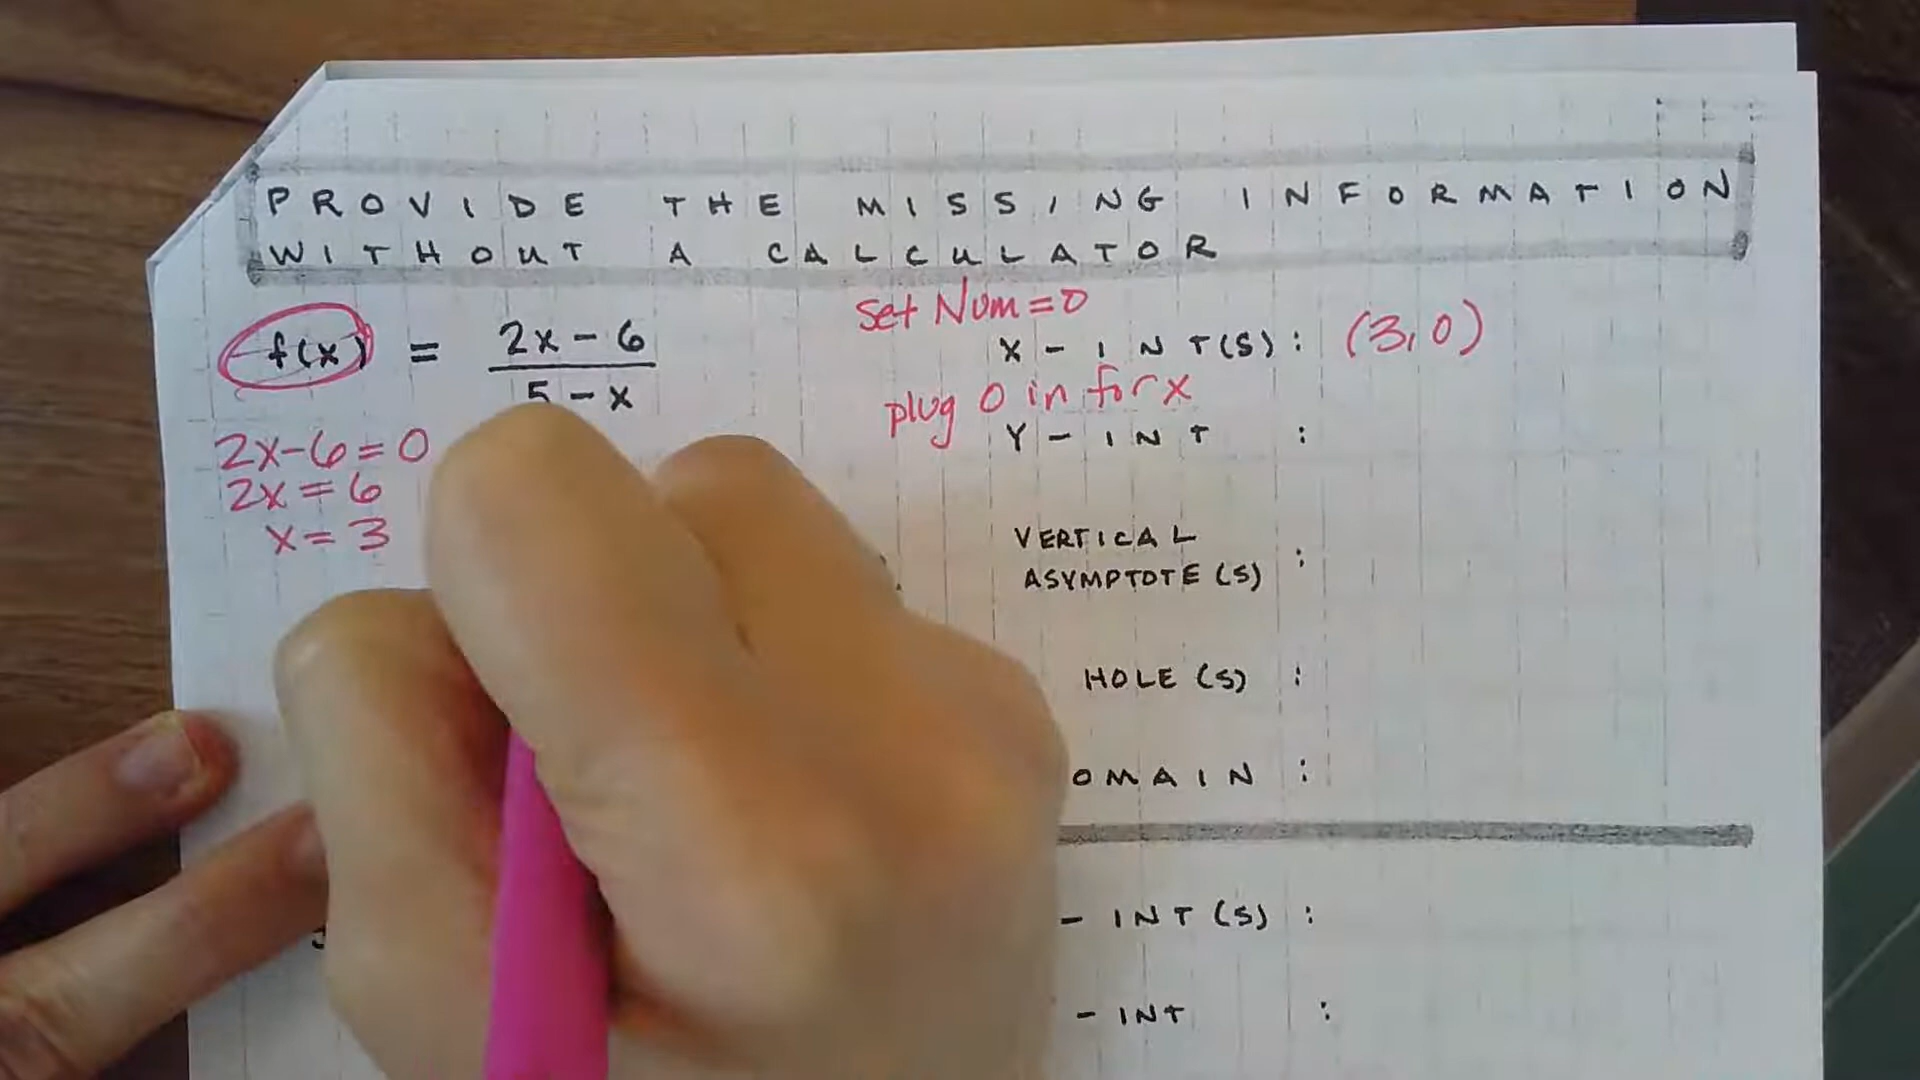 PROVIDE THE MISSING INFORMATION
WITHOUT A CALCULATOR
f(x) = 2x - 6
5 - x
2x-6=0
2x=6
x=3
Set Num=0
X-INT(S): (3,0)
plug 0 in for x
Y-INT :
VERTICAL
ASYMPTOTE(S) :
HOLE(S) :
OMAIN :
-INT(S) :
-INT :